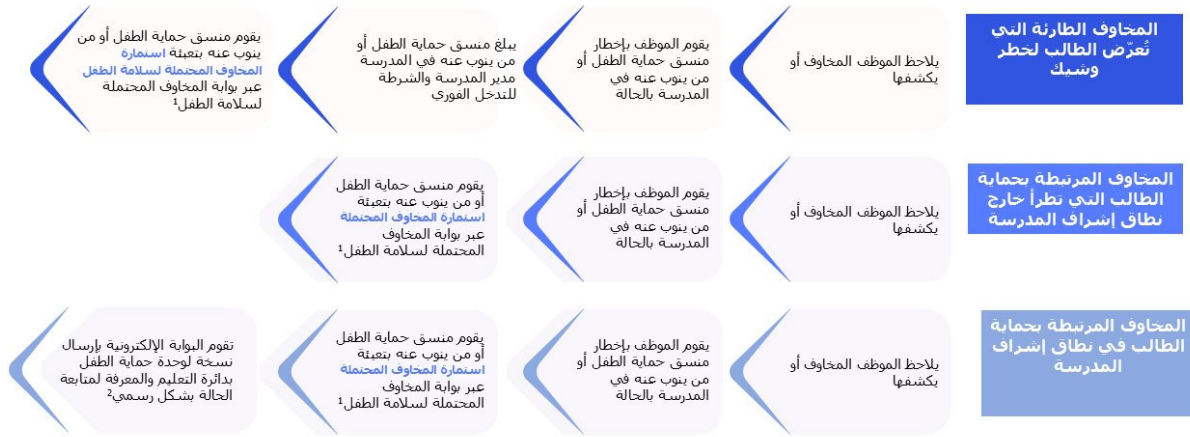 المخاوف الطارئة التي
تُعرّض الطالب لخطر
وشيك
يلاحظ الموظف المخاوف أو
يكشفها
يقوم الموظف بإخطار
منسق حماية الطفل أو
من ينوب عنه في
المدرسة بالحالة
يبلغ منسق حماية الطفل أو
من ينوب عنه في المدرسة
مدير المدرسة والشرطة
للتدخل الفوري
يقوم منسق حماية الطفل أو من
ينوب عنه بتعبئة استمارة
المخاوف المحتملة لسلامة الطفل
عبر بوابة المخاوف المحتملة
لسلامة الطفل¹
المخاوف المرتبطة بحماية
الطالب التي تطرأ خارج
نطاق إشراف المدرسة
يلاحظ الموظف المخاوف أو
يكشفها
يقوم الموظف بإخطار
منسق حماية الطفل أو
من ينوب عنه في
المدرسة بالحالة
يقوم منسق حماية الطفل
أو من ينوب عنه بتعبئة
استمارة المخاوف المحتملة
عبر بوابة المخاوف
المحتملة لسلامة الطفل¹
المخاوف المرتبطة بحماية
الطالب في نطاق إشراف
المدرسة
يلاحظ الموظف المخاوف أو
يكشفها
يقوم الموظف بإخطار
منسق حماية الطفل أو
من ينوب عنه في
المدرسة بالحالة
يقوم منسق حماية الطفل
أو من ينوب عنه بتعبئة
استمارة المخاوف المحتملة
عبر بوابة المخاوف
المحتملة لسلامة الطفل¹
تقوم البوابة الإلكترونية بإرسال
نسخة لوحدة حماية الطفل
بدائرة التعليم والمعرفة لمتابعة
الحالة بشكل رسمي²